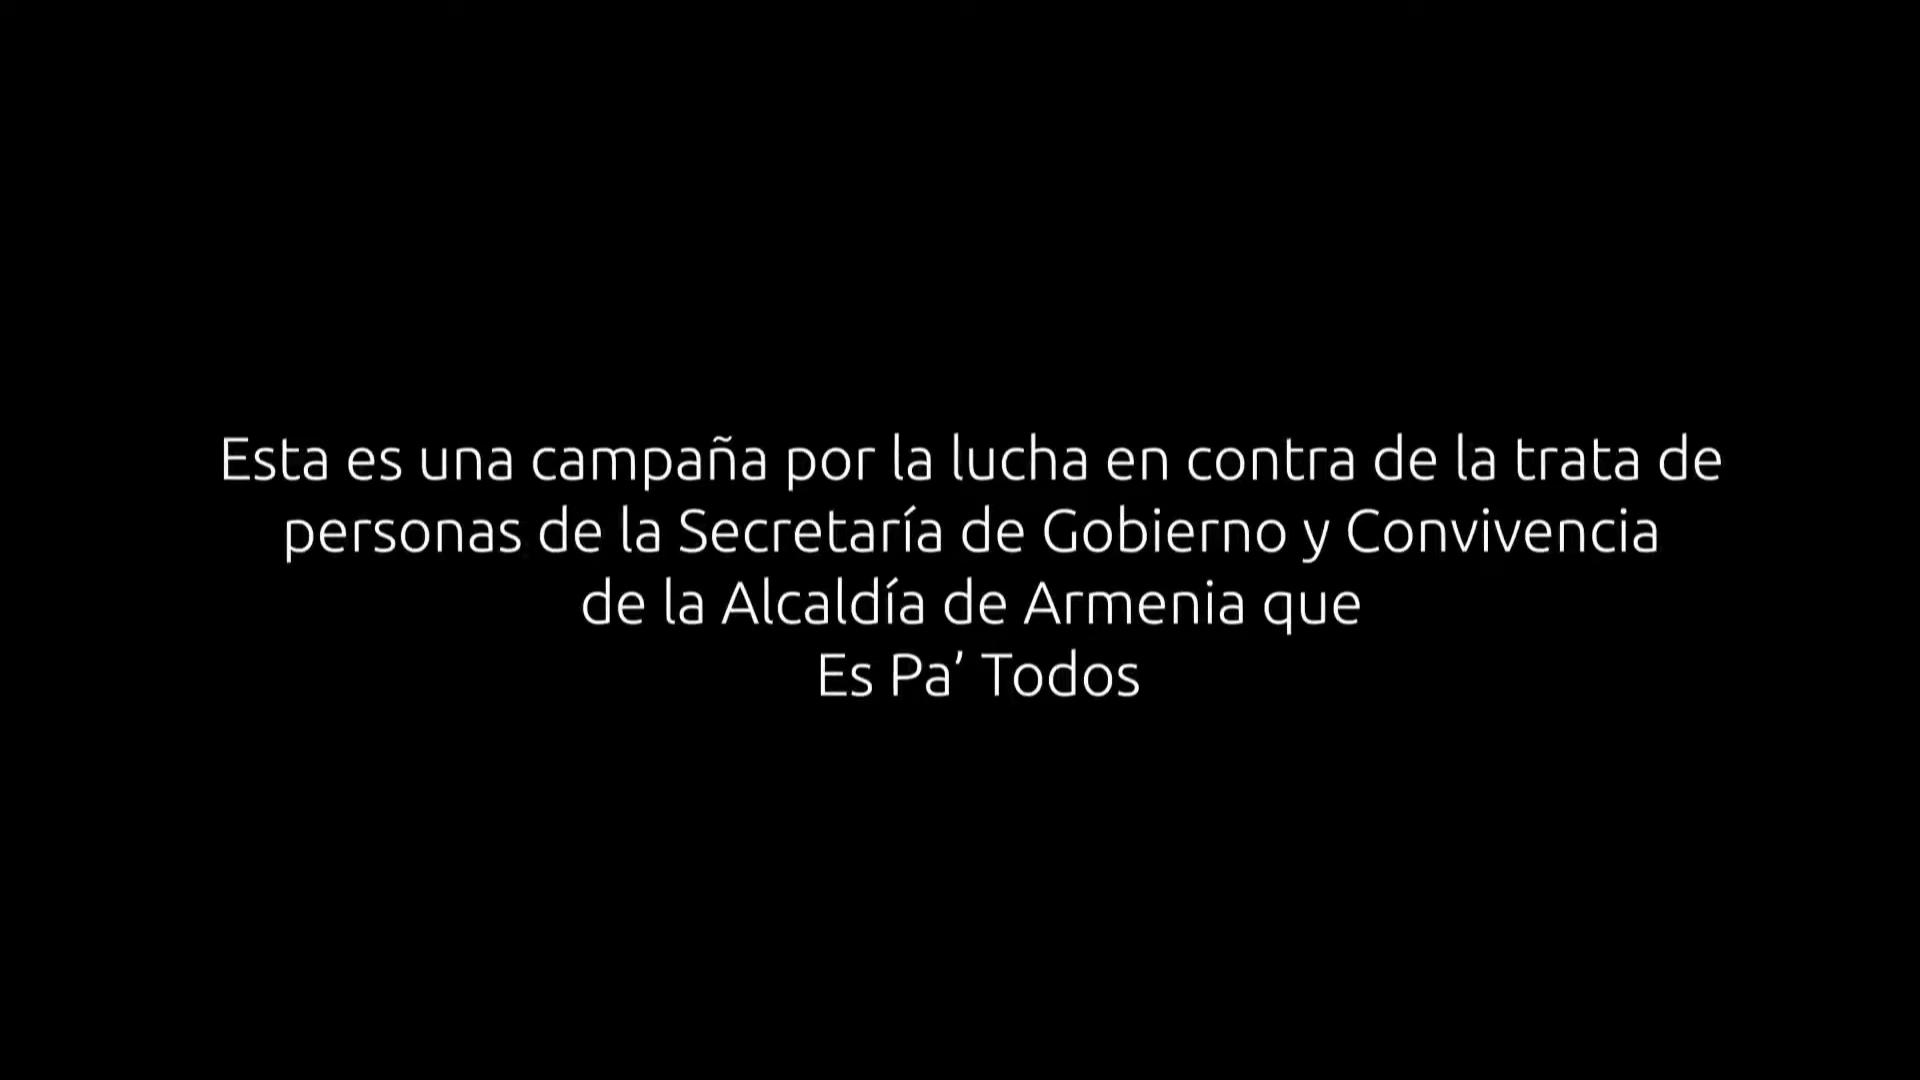 Esta es una campaña por la lucha en contra de la trata de
personas de la Secretaría de Gobierno y Convivencia
de la Alcaldía de Armenia que
Es Pa’ Todos